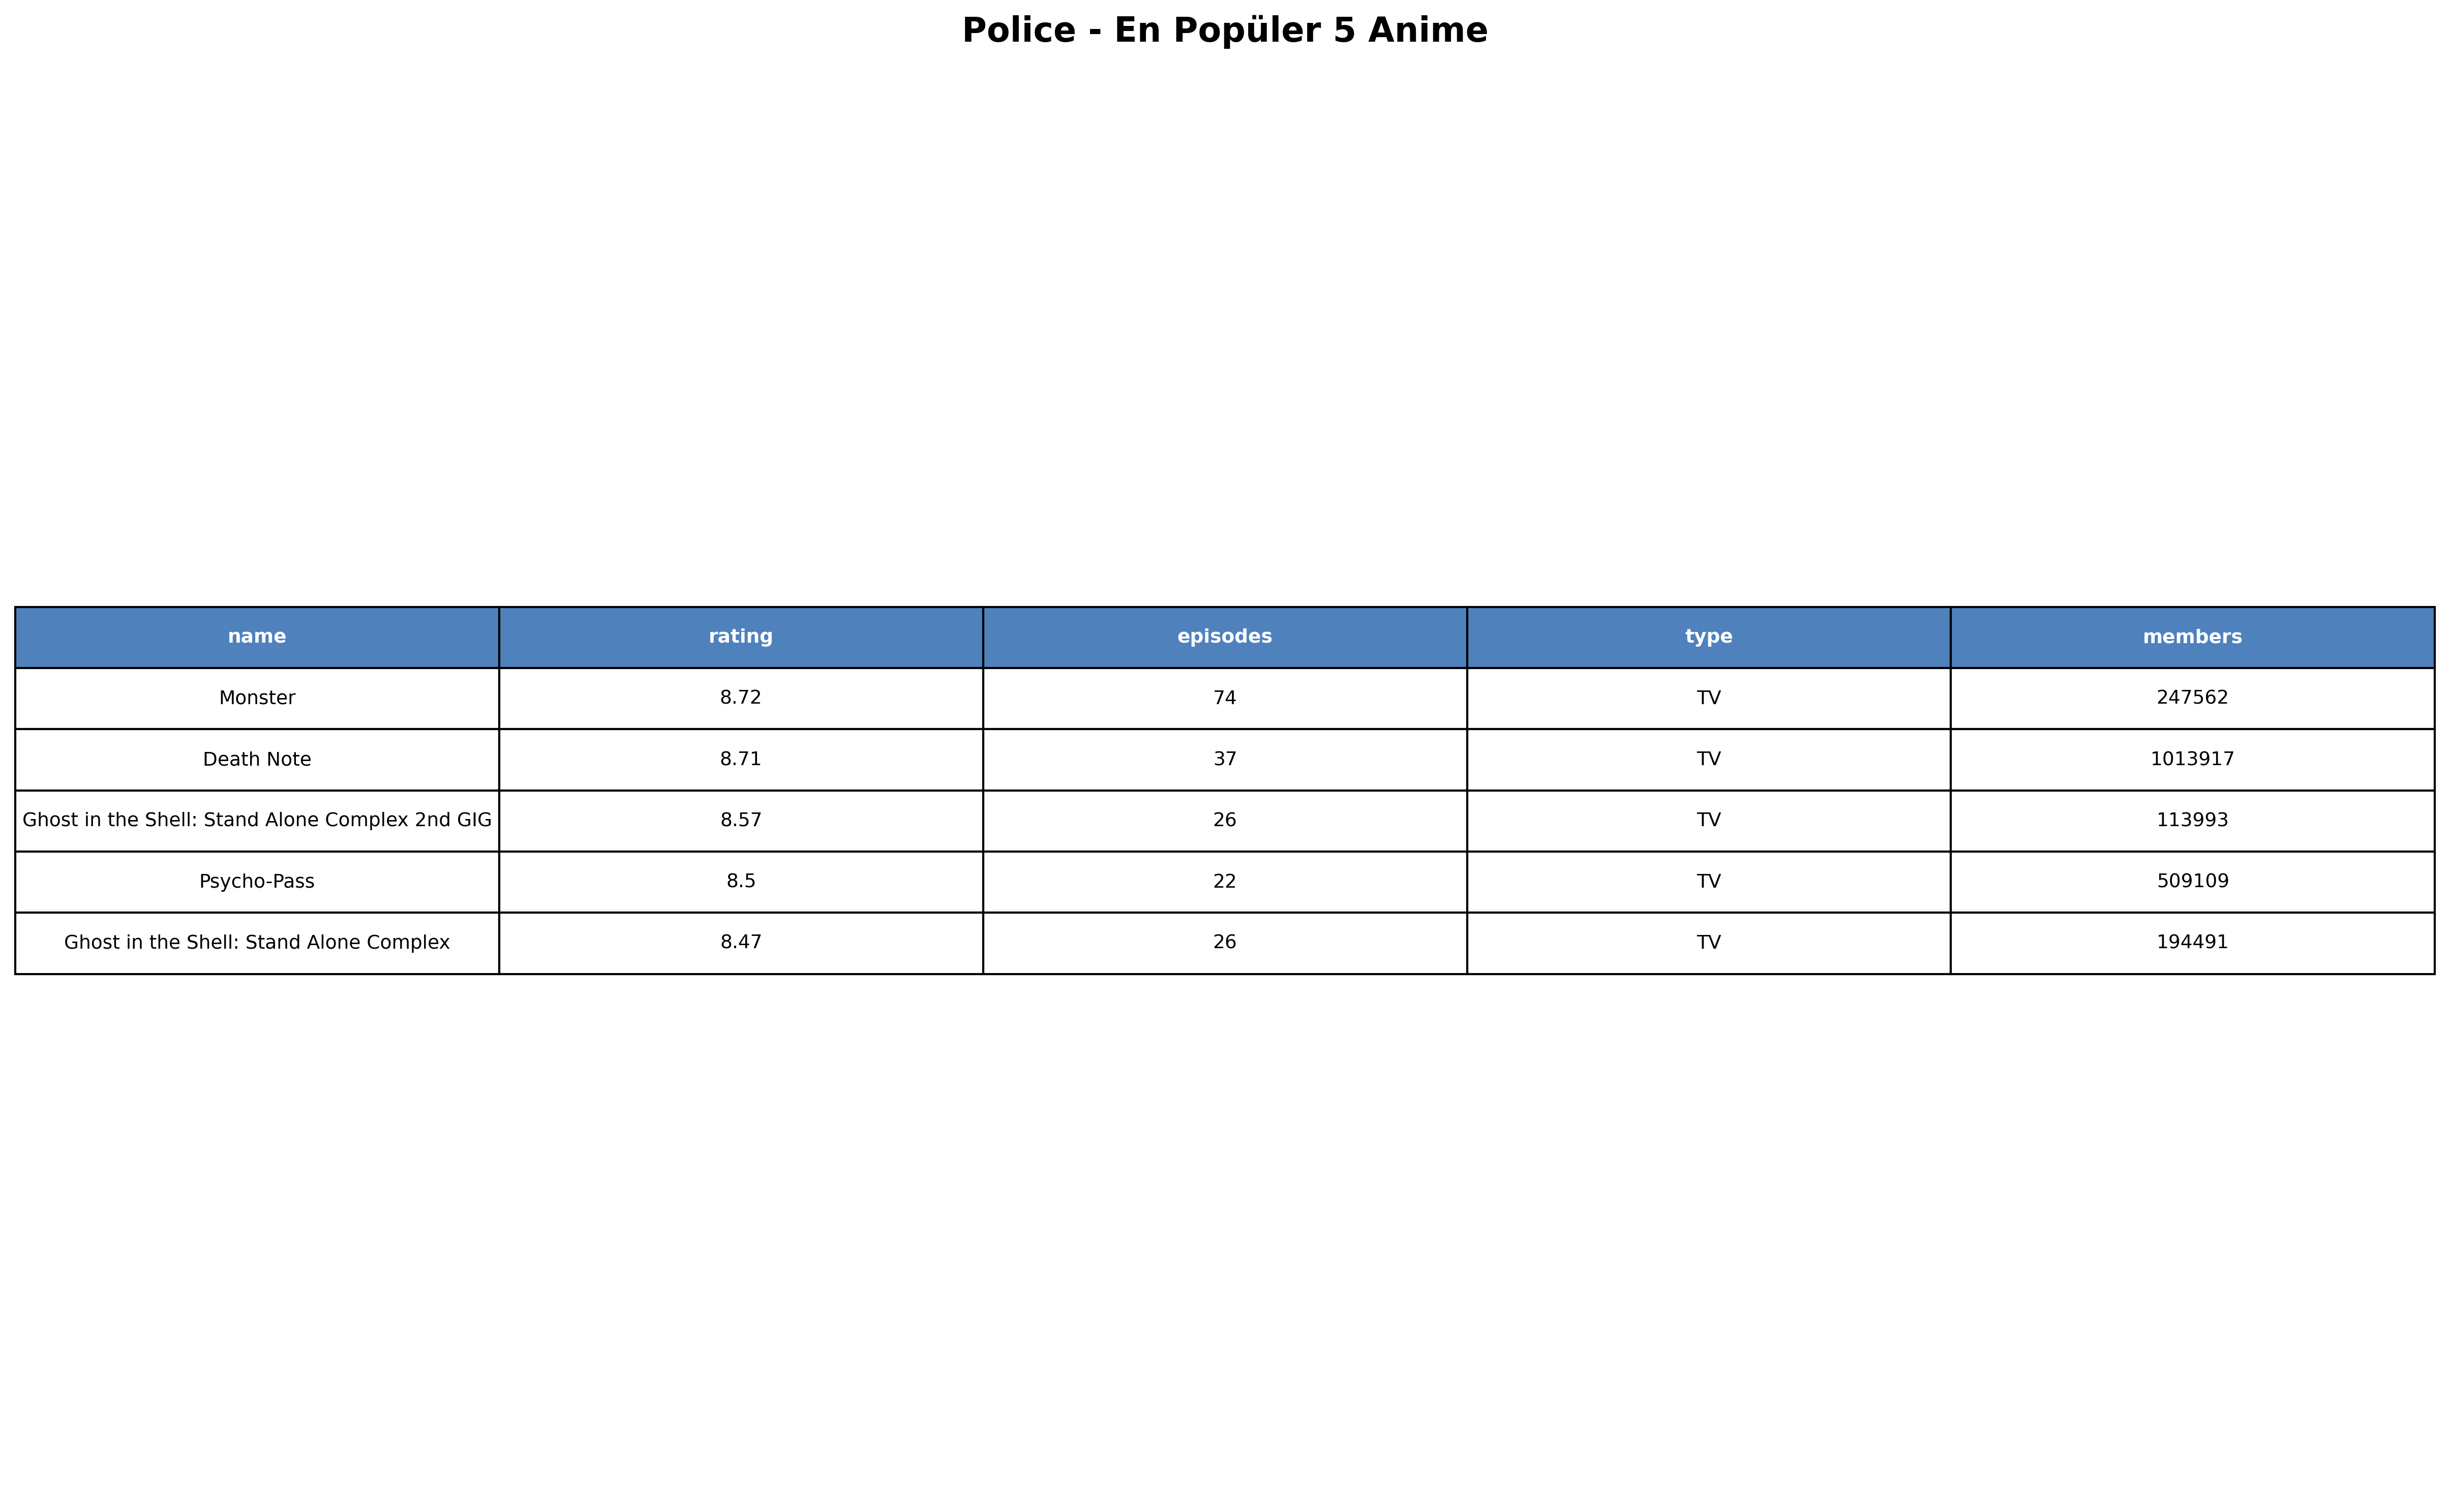 Police - En Popüler 5 Anime
name rating episodes type members
Monster 8.72 74 TV 247562
Death Note 8.71 37 TV 1013917
Ghost in the Shell: Stand Alone Complex 2nd GIG 8.57 26 TV 113993
Psycho-Pass 8.5 22 TV 509109
Ghost in the Shell: Stand Alone Complex 8.47 26 TV 194491